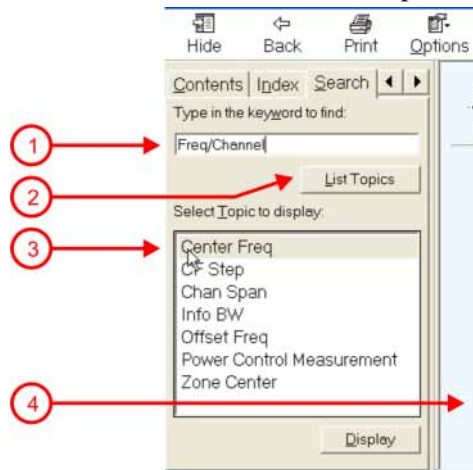 Hide Back Print Options
Contents Index Search
Type in the keyword to find:
1
Freq/Channel
2
List Topics
Select Topic to display:
3
Center Freq
CF Step
Chan Span
Info BW
Offset Freq
Power Control Measurement
Zone Center
4
Display